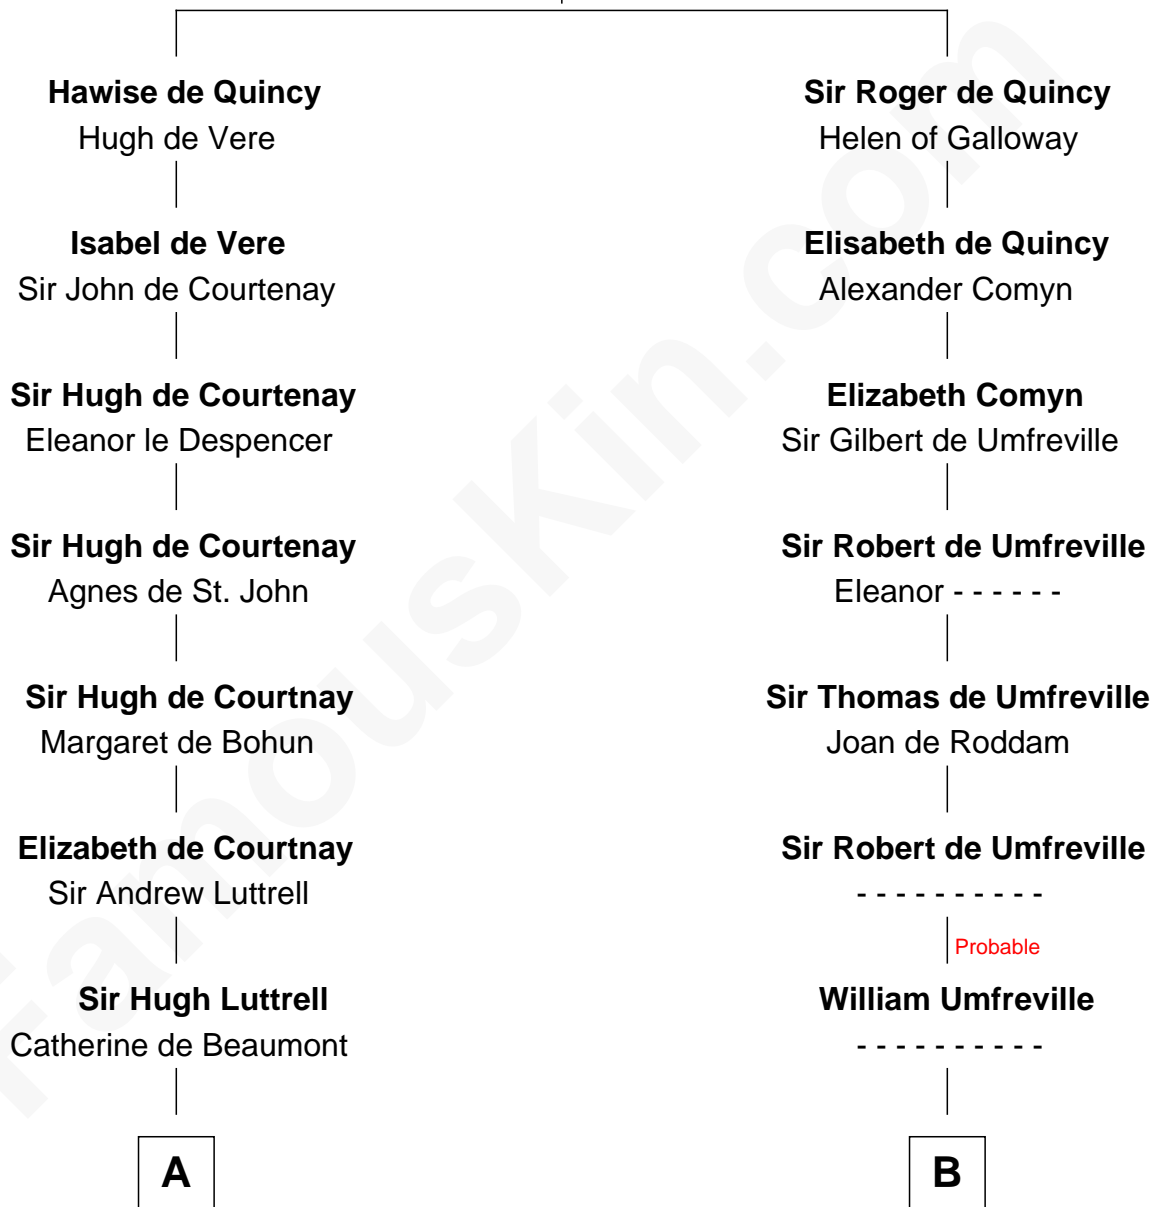 Hawise de Quincy
Hugh de Vere
Isabel de Vere
Sir John de Courtenay
Sir Hugh de Courtenay
Eleanor le Despencer
Sir Hugh de Courtenay
Agnes de St. John
Sir Hugh de Courtnay
Margaret de Bohun
Elizabeth de Courtnay
Sir Andrew Luttrell
Sir Hugh Luttrell
Catherine de Beaumont
A
Sir Roger de Quincy
Helen of Galloway
Elisabeth de Quincy
Alexander Comyn
Elizabeth Comyn
Sir Gilbert de Umfreville
Sir Robert de Umfreville
Eleanor - - - - - -
Sir Thomas de Umfreville
Joan de Roddam
Sir Robert de Umfreville
- - - - - - - - - -
Probable
William Umfreville
- - - - - - - - - -
B
FamousKin.com